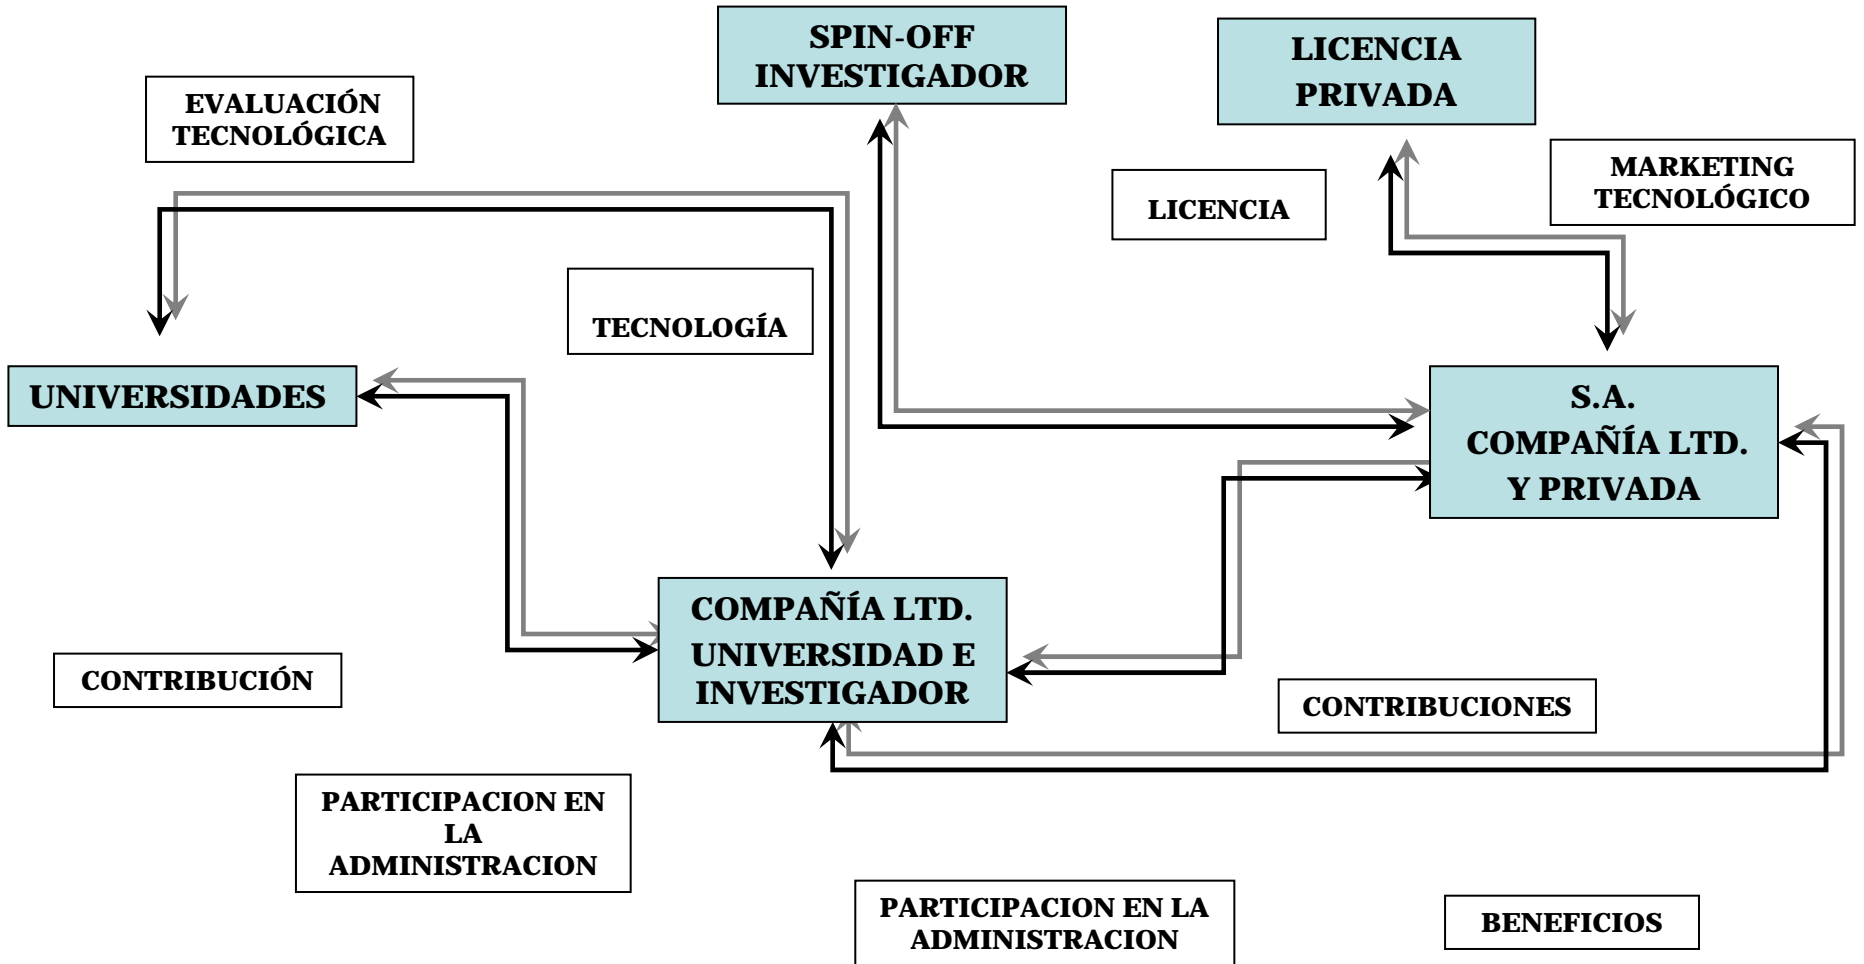 SPIN-OFF
INVESTIGADOR
LICENCIA
PRIVADA
EVALUACIÓN
TECNOLÓGICA
MARKETING
TECNOLÓGICO
LICENCIA
TECNOLOGÍA
UNIVERSIDADES
S.A.
COMPAÑÍA LTD.
Y PRIVADA
COMPAÑÍA LTD.
UNIVERSIDAD E
INVESTIGADOR
CONTRIBUCIÓN
CONTRIBUCIONES
PARTICIPACION EN
LA
ADMINISTRACION
PARTICIPACION EN LA
ADMINISTRACION
BENEFICIOS